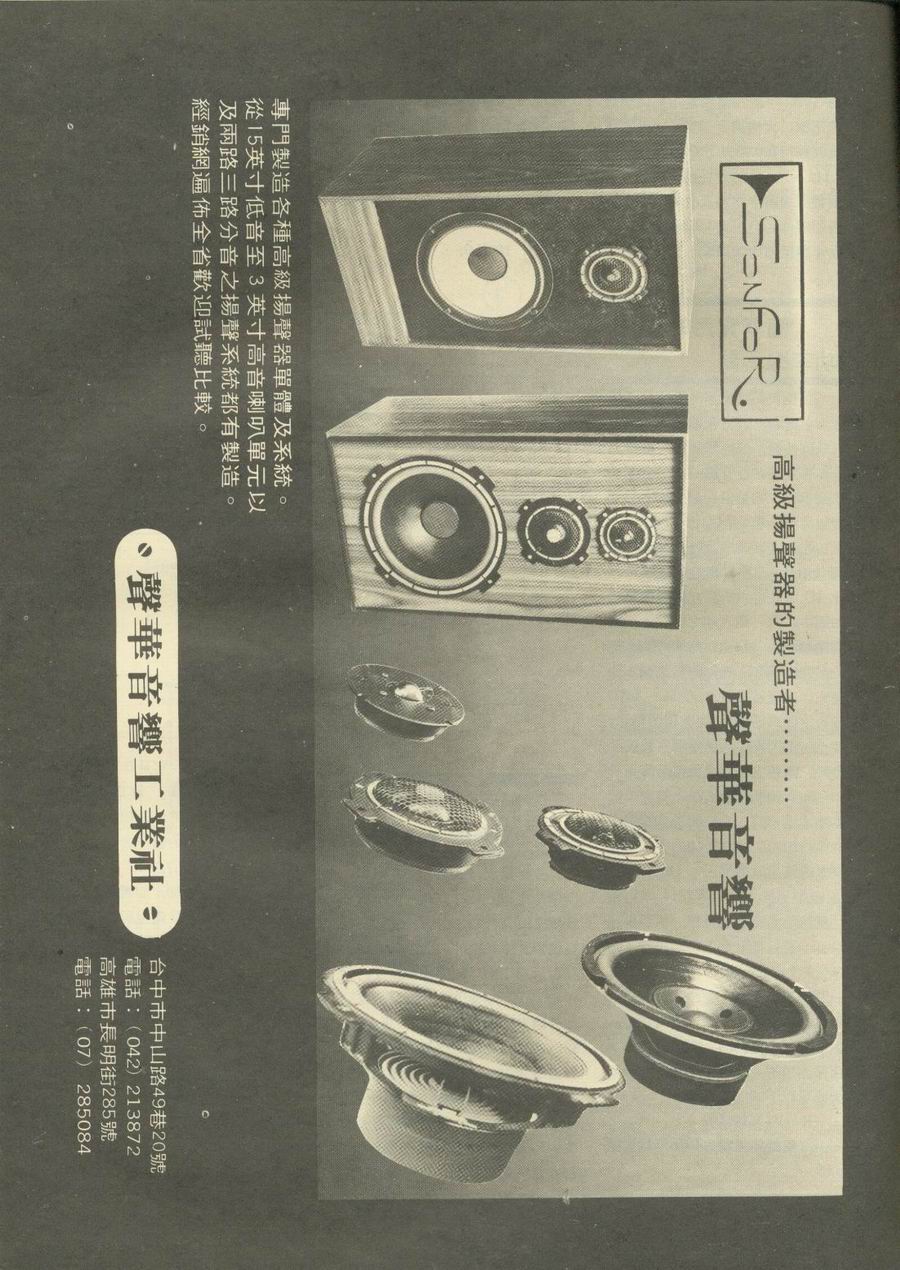 SONFOR
高級揚聲器的製造者………
聲華音響
專門製造各種高級揚聲器單體及系統。
從15英寸低音至3英寸高音喇叭單元以
及兩路三路分音之揚聲系統都有製造。
經銷網遍佈全省歡迎試聽比較。
聲華音響工業社
台中市中山路49巷20號
電話：(042) 213872
高雄市長明街285號
電話：(07) 285084